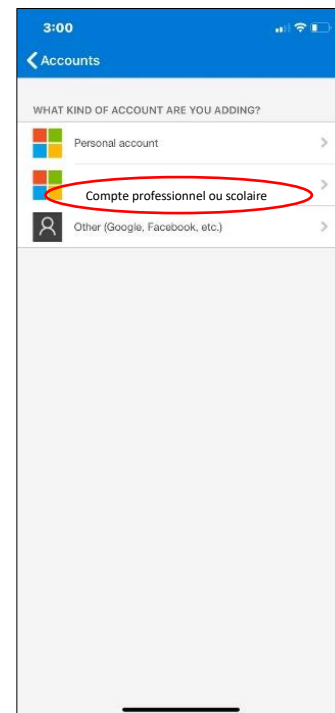 3:00
Accounts
WHAT KIND OF ACCOUNT ARE YOU ADDING?
Personal account
Compte professionnel ou scolaire
Other (Google, Facebook, etc.)